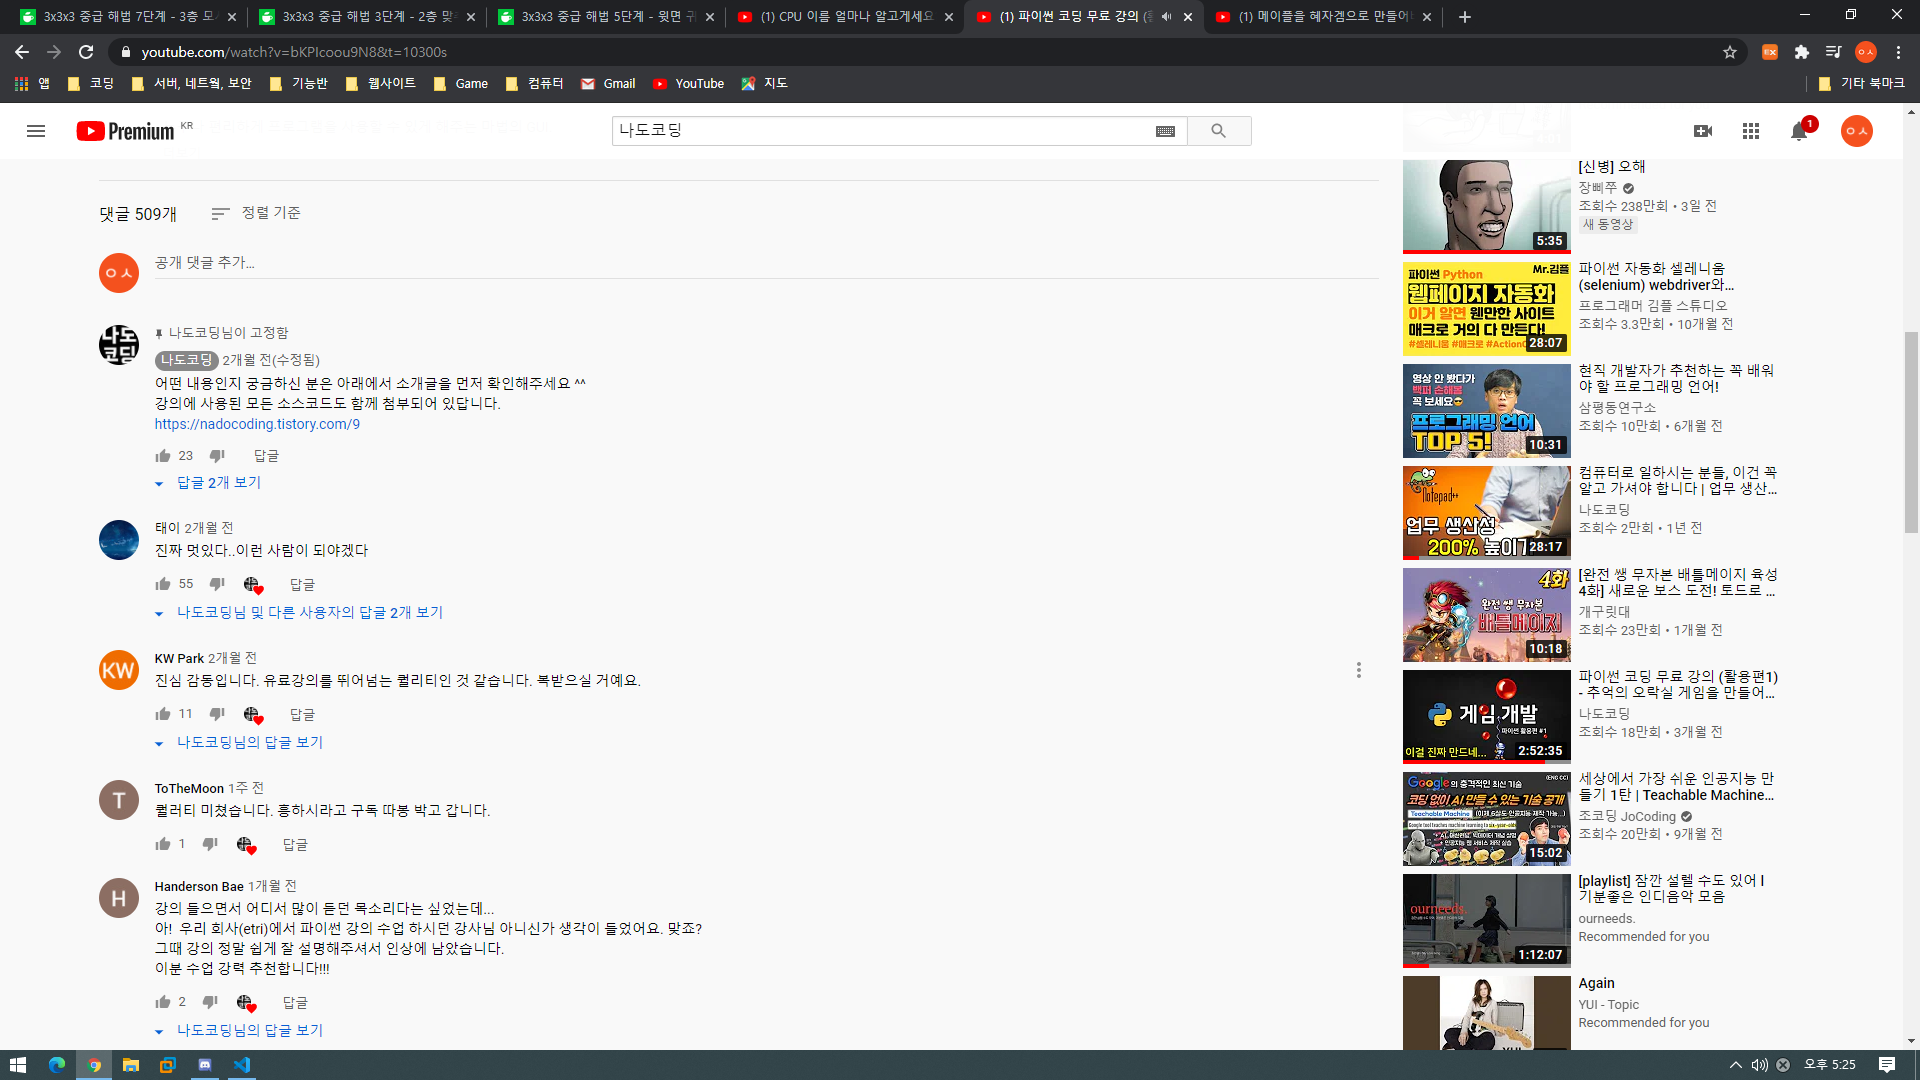 3x3x3 중급 해법 7단계 - 3층 모
3x3x3 중급 해법 3단계 - 2층 맞
3x3x3 중급 해법 5단계 - 윗면 귀
(1) CPU 이름 얼마나 알고계세요
(1) 파이썬 코딩 무료 강의 (활
(1) 메이플을 혜자겜으로 만들어
youtube.com/watch?v=bKPIcoou9N8&t=10300s
앱
코딩
서버, 네트웤, 보안
기능반
웹사이트
Game
컴퓨터
Gmail
YouTube
지도
기타 북마크
Premium KR
나도코딩
1
댓글 509개
정렬 기준
공개 댓글 추가...
나도코딩님이 고정함
나도코딩 2개월 전(수정됨)
어떤 내용인지 궁금하신 분은 아래에서 소개글을 먼저 확인해주세요 ^^
강의에 사용된 모든 소스코드도 함께 첨부되어 있답니다.
https://nadocoding.tistory.com/9
23 답글
답글 2개 보기
태이 2개월 전
진짜 멋있다..이런 사람이 되야겠다
55 답글
나도코딩님 및 다른 사용자의 답글 2개 보기
KW
KW Park 2개월 전
진심 감동입니다. 유료강의를 뛰어넘는 퀄리티인 것 같습니다. 복받으실 거예요.
11 답글
나도코딩님의 답글 보기
T
ToTheMoon 1주 전
퀄러티 미쳤습니다. 흥하시라고 구독 따봉 박고 갑니다.
1 답글
H
Handerson Bae 1개월 전
강의 들으면서 어디서 많이 듣던 목소리다는 싶었는데...
아! 우리 회사(etri)에서 파이썬 강의 수업 하시던 강사님 아니신가 생각이 들었어요. 맞죠?
그때 강의 정말 쉽게 잘 설명해주셔서 인상에 남았습니다.
이분 수업 강력 추천합니다!!!
2 답글
나도코딩님의 답글 보기
5:35
[신병] 오해
장삐쭈
조회수 238만회 • 3일 전
새 동영상
파이썬 Python
Mr.김플
웹페이지 자동화
이거 알면 웬만한 사이트
매크로 거의 다 만든다!
#셀레니움 #매크로 #Action
28:07
파이썬 자동화 셀레니움
(selenium) webdriver와...
프로그래머 김플 스튜디오
조회수 3.3만회 • 10개월 전
영상 안 봤다가
백퍼 손해봄
꼭 보세요
프로그래밍 언어
TOP 5!
10:31
현직 개발자가 추천하는 꼭 배워
야 할 프로그래밍 언어!
삼평동연구소
조회수 10만회 • 6개월 전
Notepad++
업무 생산성
200% 높이기
28:17
컴퓨터로 일하시는 분들, 이건 꼭
알고 가셔야 합니다 | 업무 생산...
나도코딩
조회수 2만회 • 1년 전
4화
완전 쌩 무자본
배틀메이지
10:18
[완전 쌩 무자본 배틀메이지 육성
4화] 새로운 보스 도전! 토드로 ...
개구릿대
조회수 23만회 • 1개월 전
게임 개발
파이썬 활용편 #1
이걸 진짜 만드네...
2:52:35
파이썬 코딩 무료 강의 (활용편1)
- 추억의 오락실 게임을 만들어...
나도코딩
조회수 18만회 • 3개월 전
(ENG CC)
Google의 충격적인 최신 기술
코딩 없이 AI 만들 수 있는 기술 공개
Teachable Machine
Google tool teaches machine learning to six-year-olds
15:02
세상에서 가장 쉬운 인공지능 만
들기 1탄 | Teachable Machine...
조코딩 JoCoding
조회수 20만회 • 9개월 전
ourneeds.
1:12:07
[playlist] 잠깐 설렐 수도 있어 l
기분좋은 인디음악 모음
ourneeds.
Recommended for you
Again
YUI - Topic
Recommended for you
오후 5:25